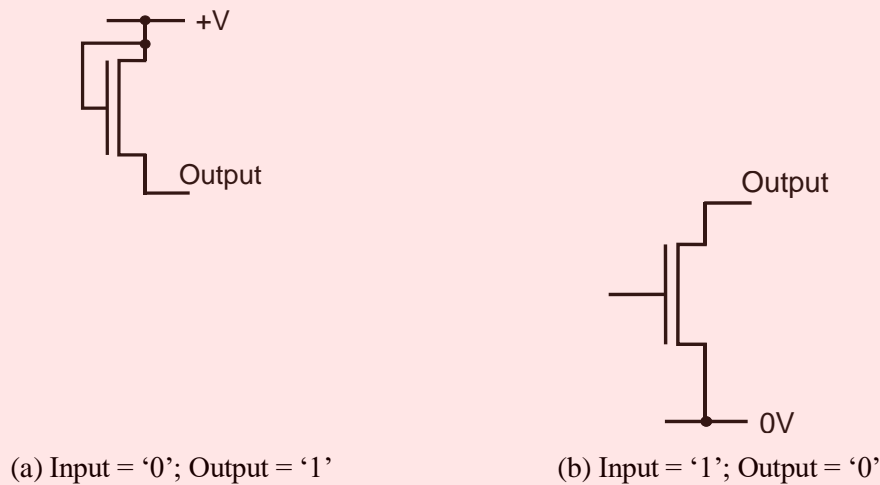 +V
Output
Output
0V
(a) Input = ‘0’; Output = ‘1’
(b) Input = ‘1’; Output = ‘0’